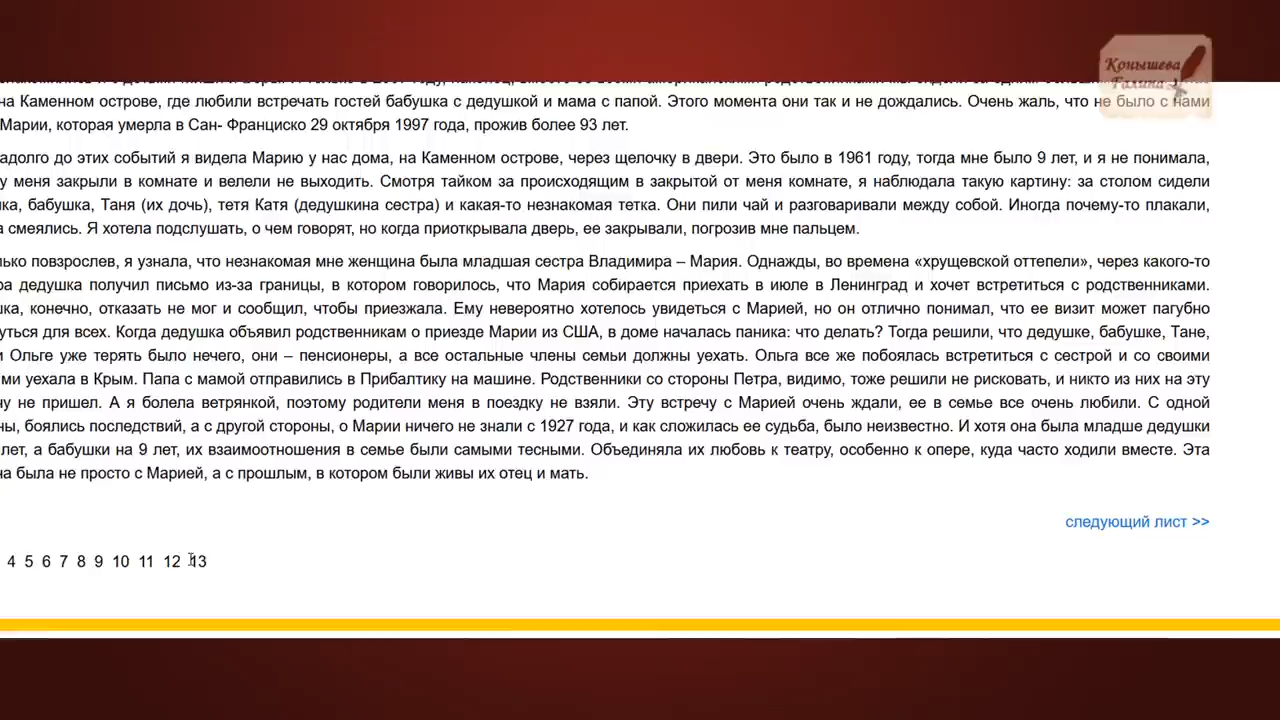 Конышева
Галина
на Каменном острове, где любили встречать гостей бабушка с дедушкой и мама с папой. Этого момента они так и не дождались. Очень жаль, что не было с нами
Марии, которая умерла в Сан- Франциско 29 октября 1997 года, прожив более 93 лет.
адолго до этих событий я видела Марию у нас дома, на Каменном острове, через щелочку в двери. Это было в 1961 году, тогда мне было 9 лет, и я не понимала,
у меня закрыли в комнате и велели не выходить. Смотря тайком за происходящим в закрытой от меня комнате, я наблюдала такую картину: за столом сидели
ка, бабушка, Таня (их дочь), тетя Катя (дедушкина сестра) и какая-то незнакомая тетка. Они пили чай и разговаривали между собой. Иногда почему-то плакали,
а смеялись. Я хотела подслушать, о чем говорят, но когда приоткрывала дверь, ее закрывали, погрозив мне пальцем.
лько повзрослев, я узнала, что незнакомая мне женщина была младшая сестра Владимира – Мария. Однажды, во времена «хрущевской оттепели», через какого-то
ра дедушка получил письмо из-за границы, в котором говорилось, что Мария собирается приехать в июле в Ленинград и хочет встретиться с родственниками.
шка, конечно, отказать не мог и сообщил, чтобы приезжала. Ему невероятно хотелось увидеться с Марией, но он отлично понимал, что ее визит может пагубно
нуться для всех. Когда дедушка объявил родственникам о приезде Марии из США, в доме началась паника: что делать? Тогда решили, что дедушке, бабушке, Тане,
и Ольге уже терять было нечего, они – пенсионеры, а все остальные члены семьи должны уехать. Ольга все же побоялась встретиться с сестрой и со своими
ми уехала в Крым. Папа с мамой отправились в Прибалтику на машине. Родственники со стороны Петра, видимо, тоже решили не рисковать, и никто из них на эту
чу не пришел. А я болела ветрянкой, поэтому родители меня в поездку не взяли. Эту встречу с Марией очень ждали, ее в семье все очень любили. С одной
ны, боялись последствий, а с другой стороны, о Марии ничего не знали с 1927 года, и как сложилась ее судьба, было неизвестно. И хотя она была младше дедушки
лет, а бабушки на 9 лет, их взаимоотношения в семье были самыми тесными. Объединяла их любовь к театру, особенно к опере, куда часто ходили вместе. Эта
на была не просто с Марией, а с прошлым, в котором были живы их отец и мать.
следующий лист >>
4 5 6 7 8 9 10 11 12 13